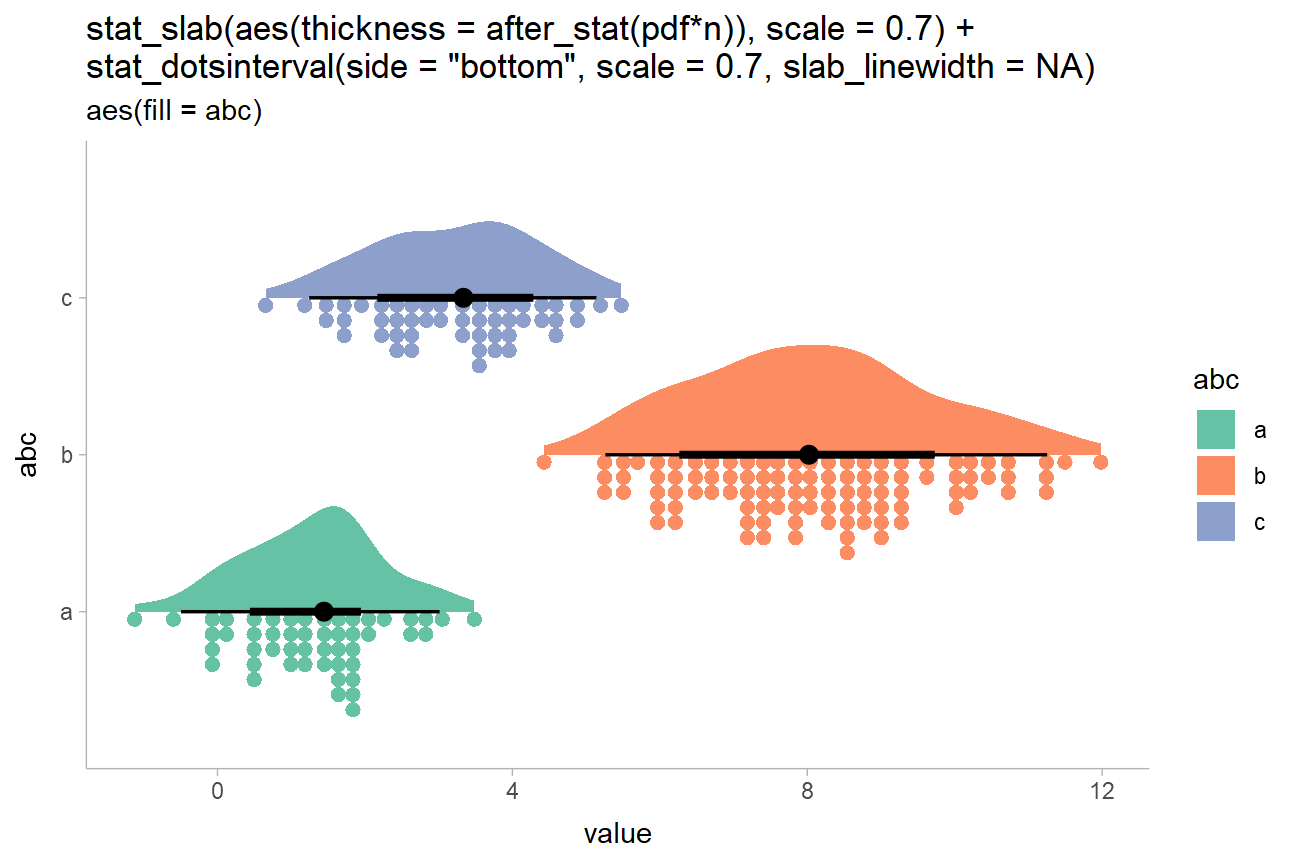 stat_slab(aes(thickness = after_stat(pdf*n)), scale = 0.7) +
stat_dotsinterval(side = "bottom", scale = 0.7, slab_linewidth = NA)
aes(fill = abc)
abc
c
b
a
0 4 8 12
value
abc
a
b
c